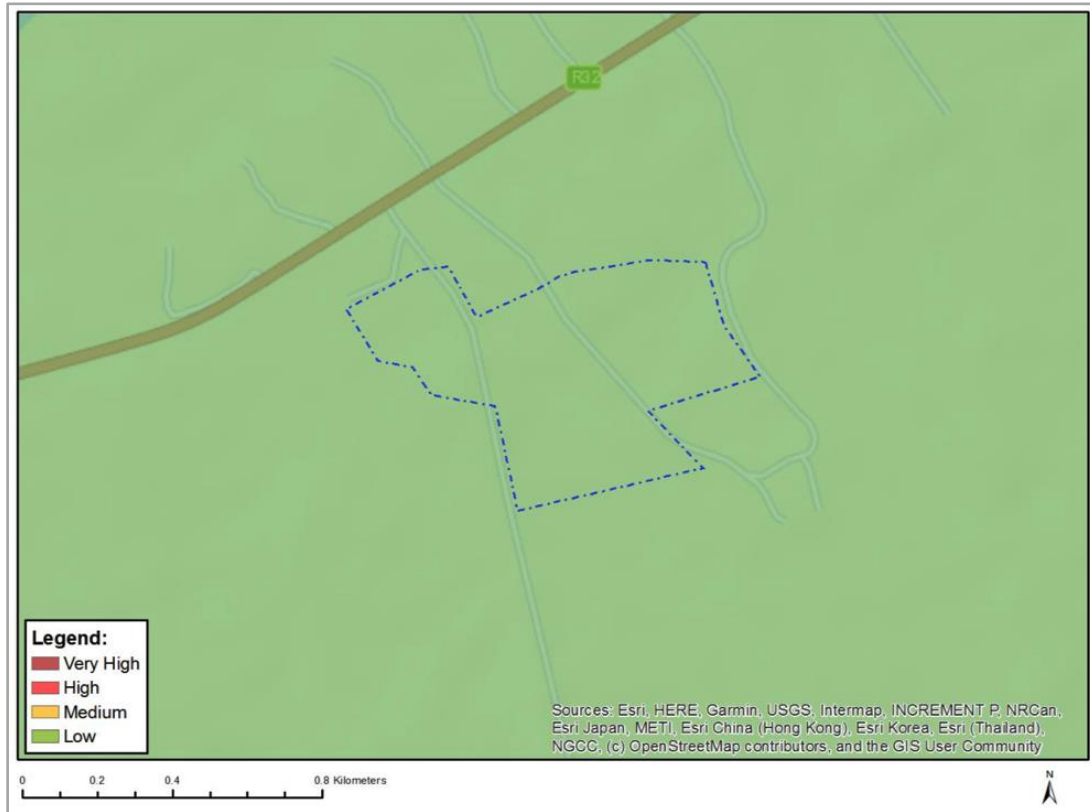 R32
Legend:
Very High
High
Medium
Low
Sources: Esri, HERE, Garmin, USGS, Intermap, INCREMENT P, NRCan,
Esri Japan, METI, Esri China (Hong Kong), Esri Korea, Esri (Thailand),
NGCC, (c) OpenStreetMap contributors, and the GIS User Community
0 0.2 0.4 0.8 Kilometers
N